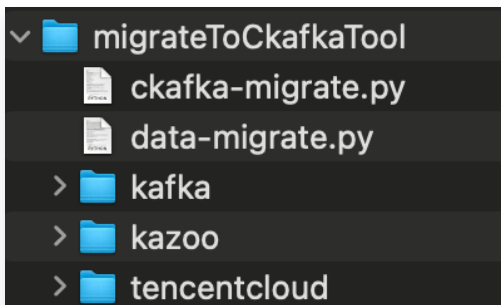 migrateToCkafkaTool
ckafka-migrate.py
data-migrate.py
kafka
kazoo
tencentcloud